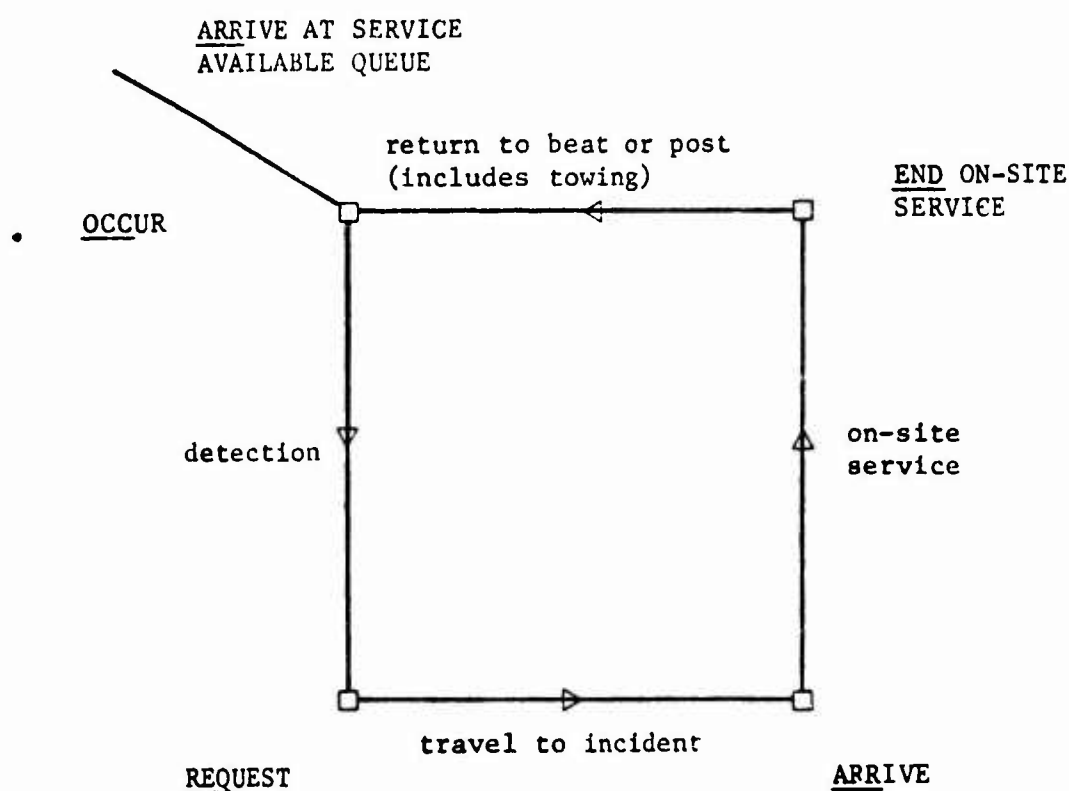 ARRIVE AT SERVICE
AVAILABLE QUEUE
return to beat or post
(includes towing)
END ON-SITE
SERVICE
OCCUR
detection
on-site
service
travel to incident
REQUEST
ARRIVE